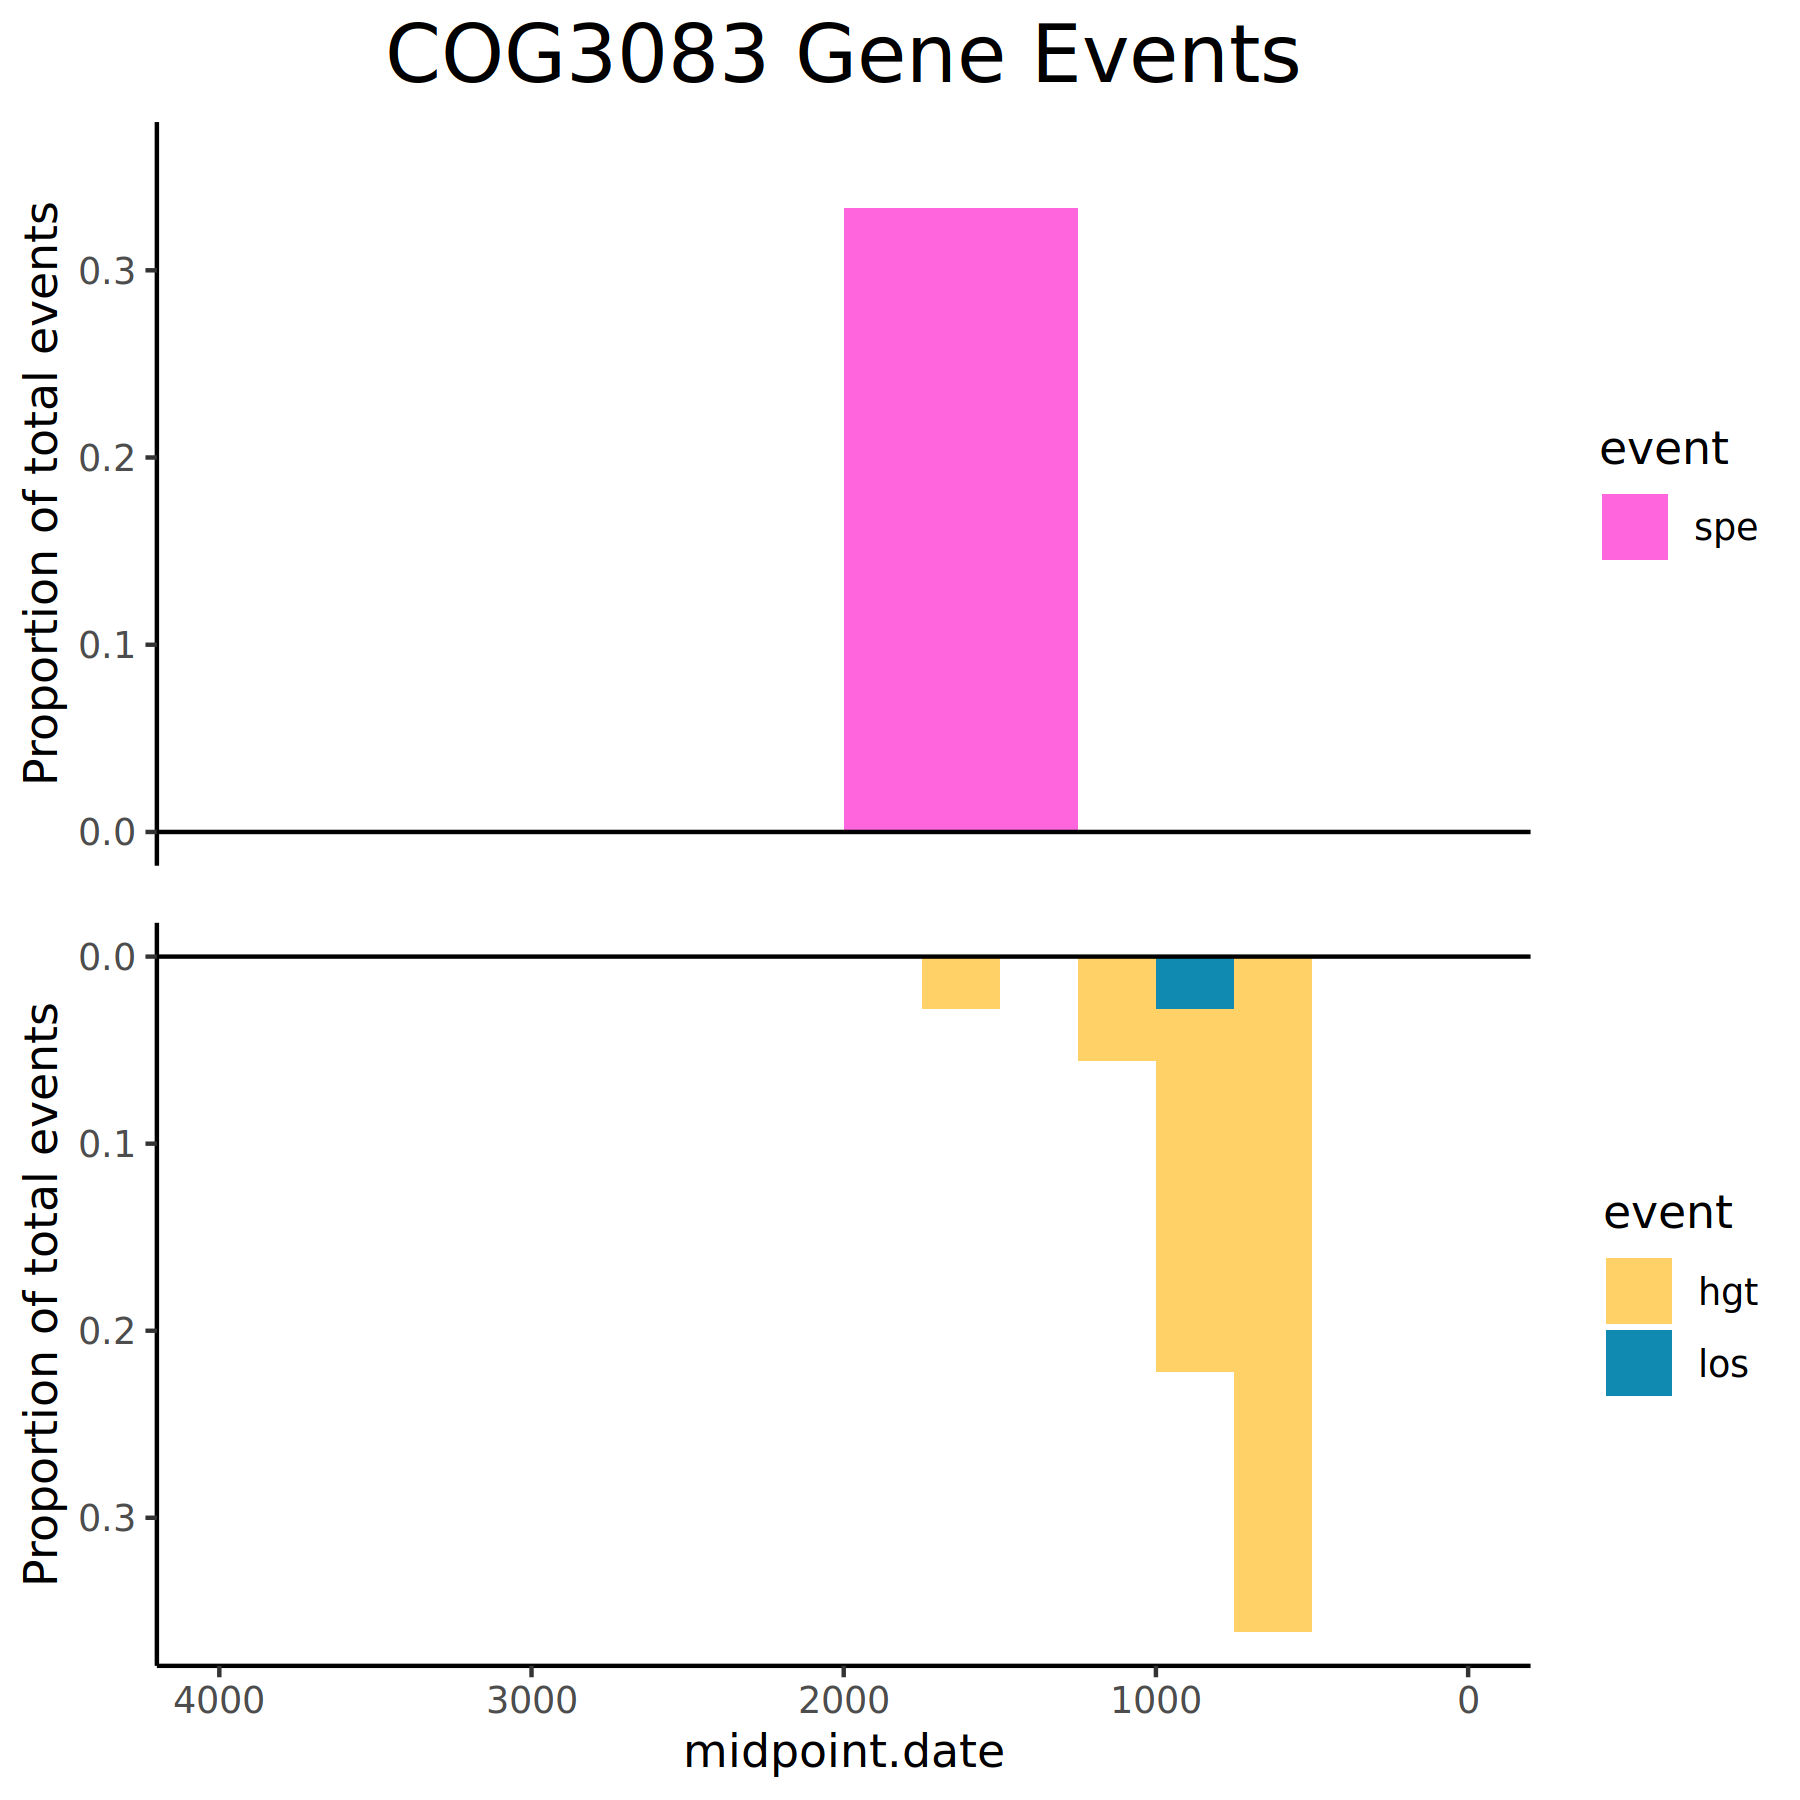 COG3083 Gene Events
Proportion of total events
0.3
0.2
0.1
0.0
event
spe
Proportion of total events
0.0
0.1
0.2
0.3
event
hgt
los
4000 3000 2000 1000 0
midpoint.date